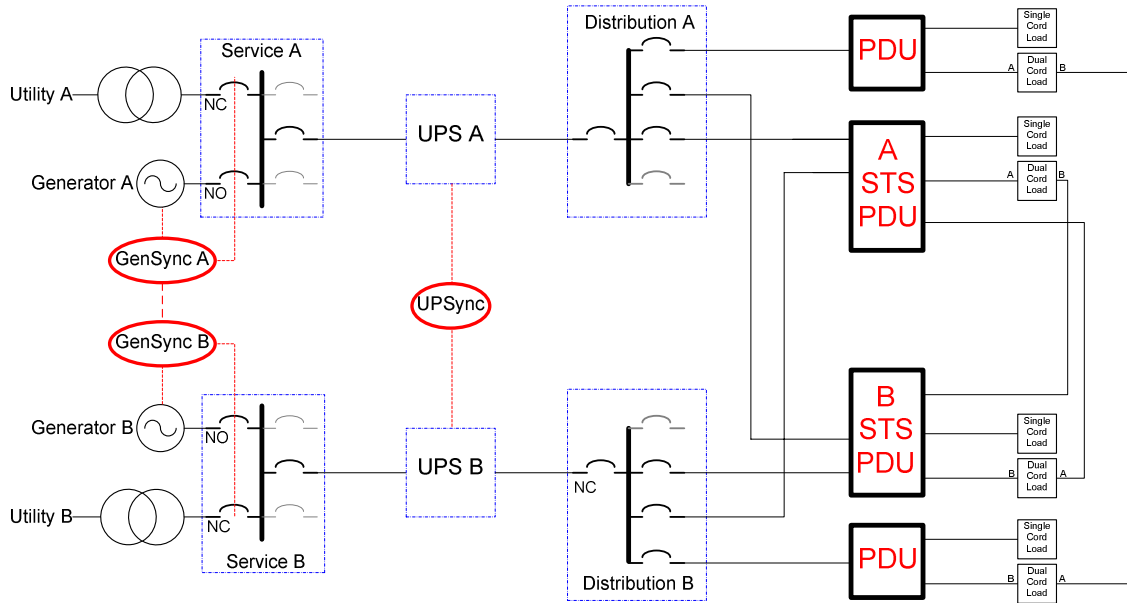 Service A
Utility A
NC
Generator A
NO
GenSync A
GenSync B
Generator B
NO
Utility B
NC
Service B
UPS A
UPSync
UPS B
Distribution A
NC
Distribution B
PDU
Single
Cord
Load
A
Dual
Cord
Load
B
A
STS
PDU
Single
Cord
Load
A
Dual
Cord
Load
B
B
STS
PDU
Single
Cord
Load
B
Dual
Cord
Load
A
PDU
Single
Cord
Load
B
Dual
Cord
Load
A